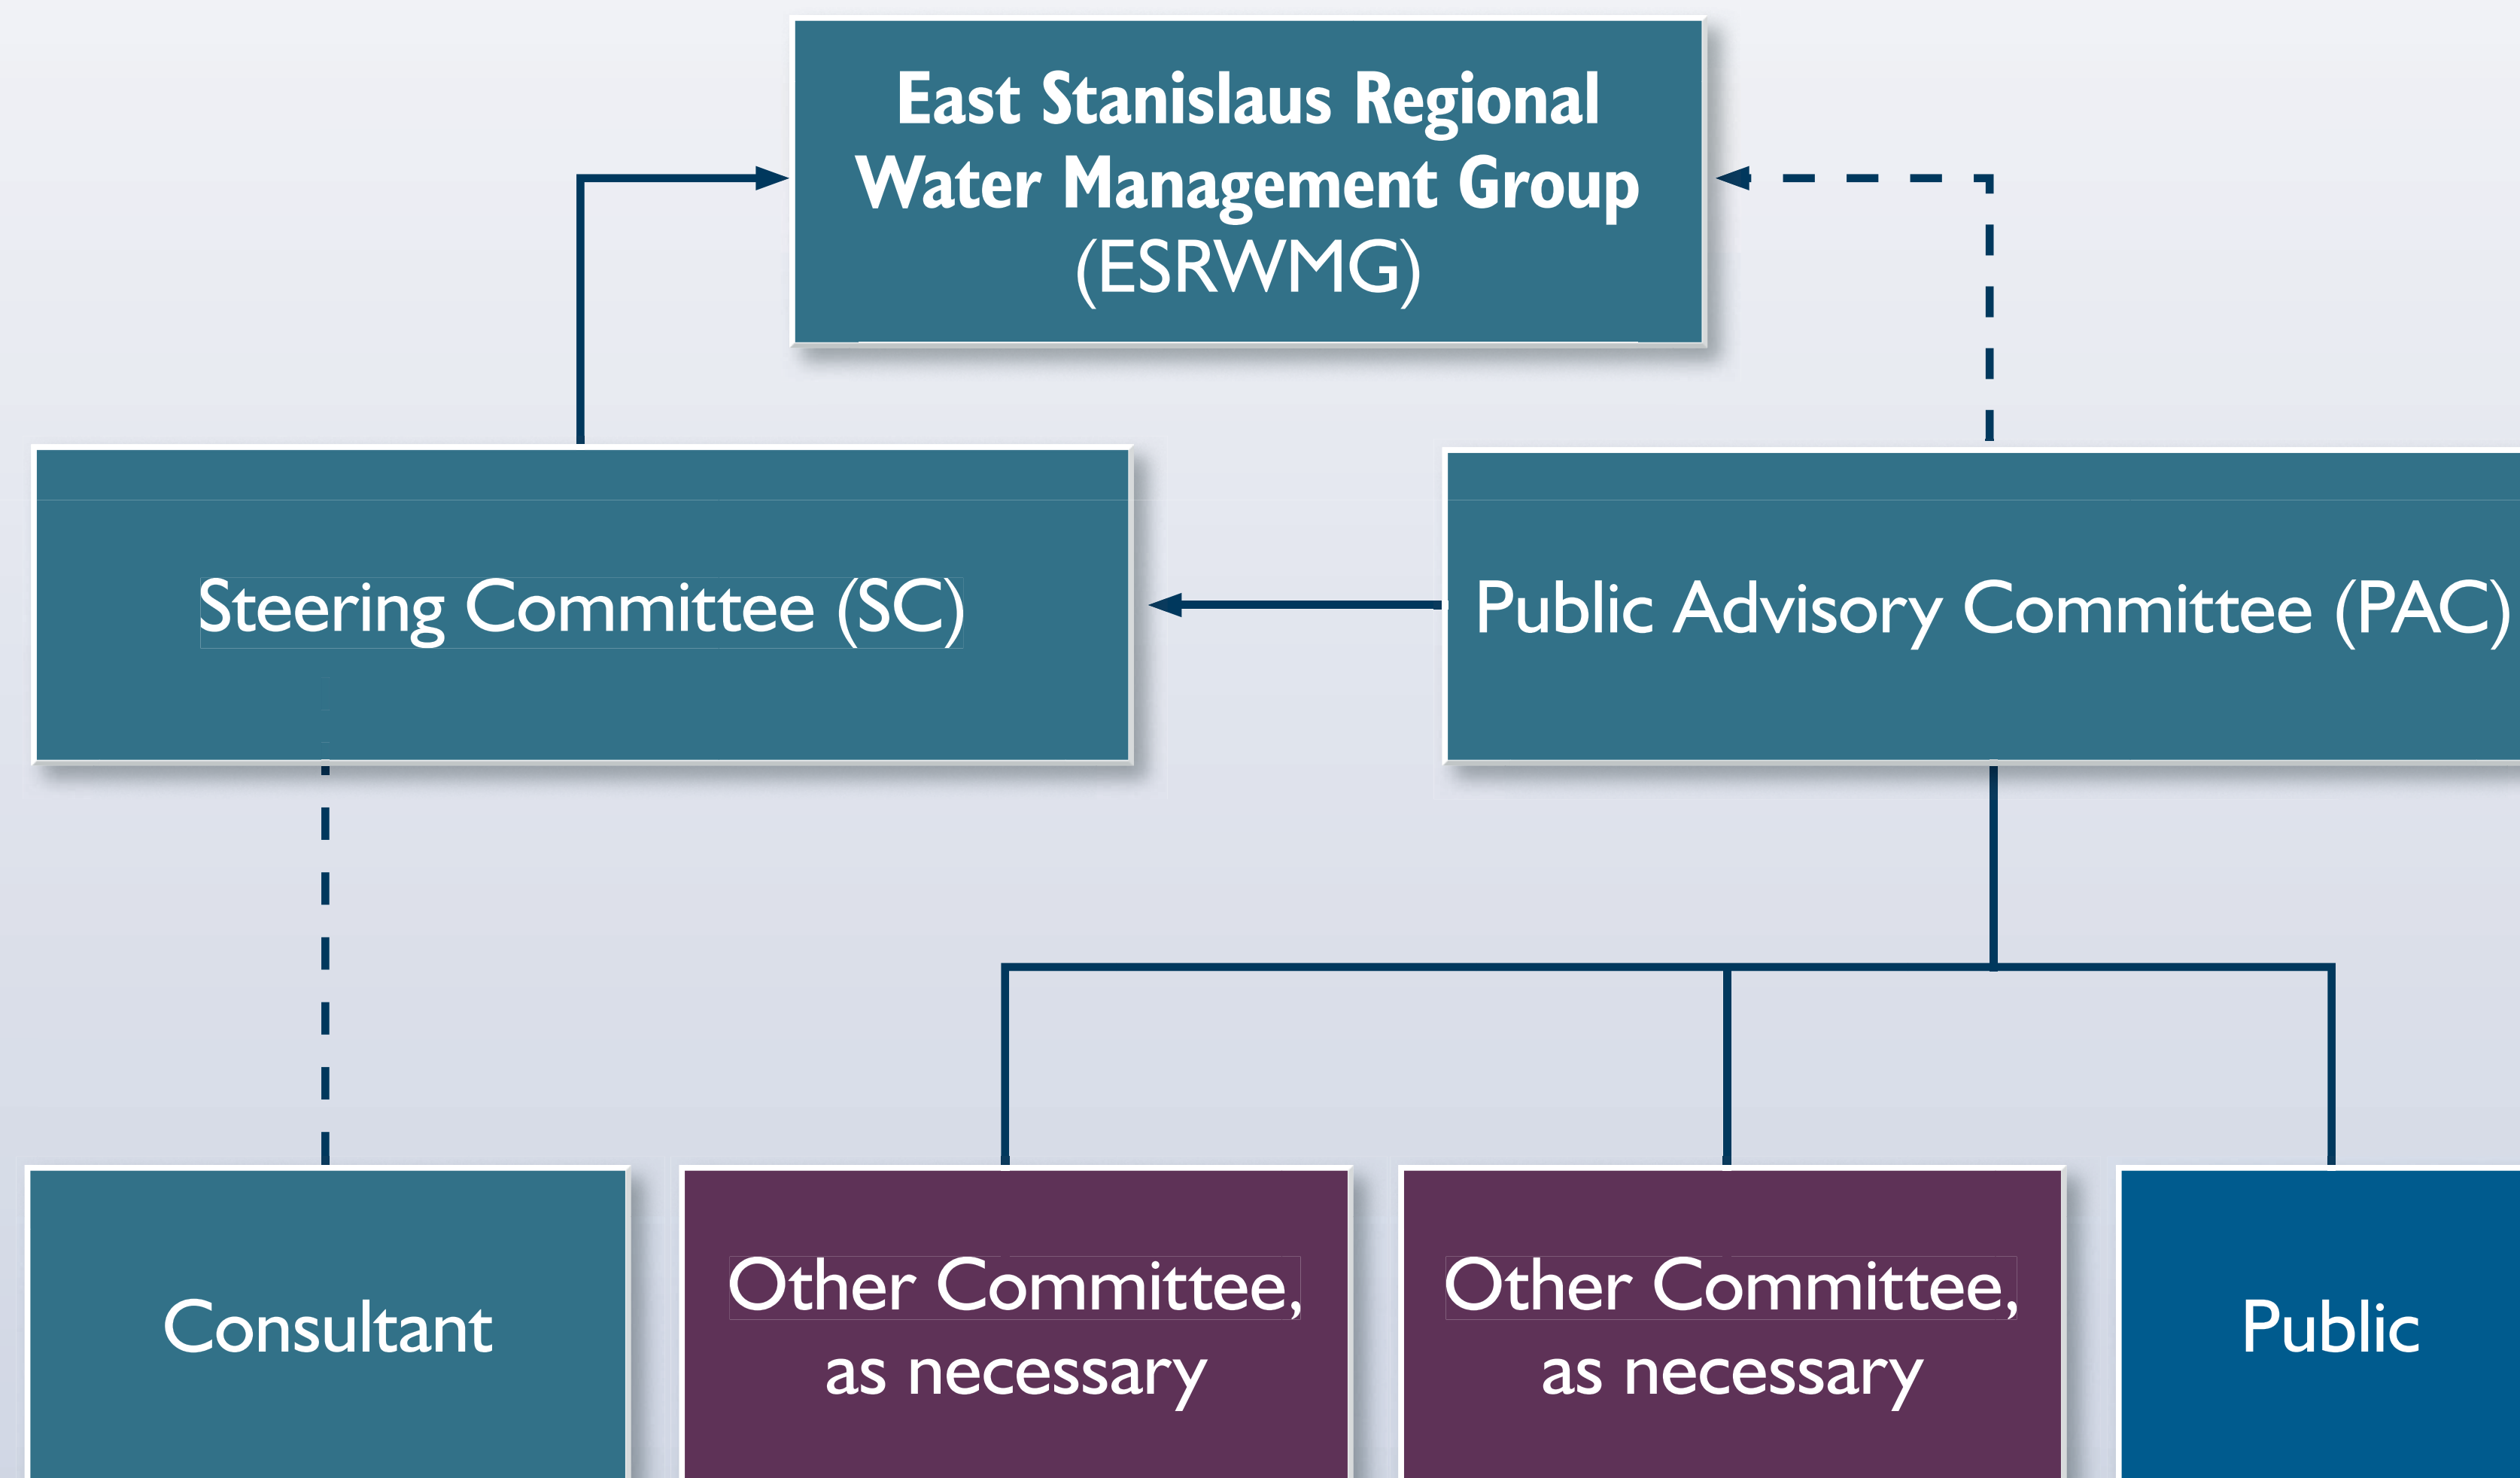 East Stanislaus Regional
Water Management Group
(ESRWMG)
Steering Committee (SC)
Public Advisory Committee (PAC)
Consultant
Other Committee,
as necessary
Other Committee,
as necessary
Public